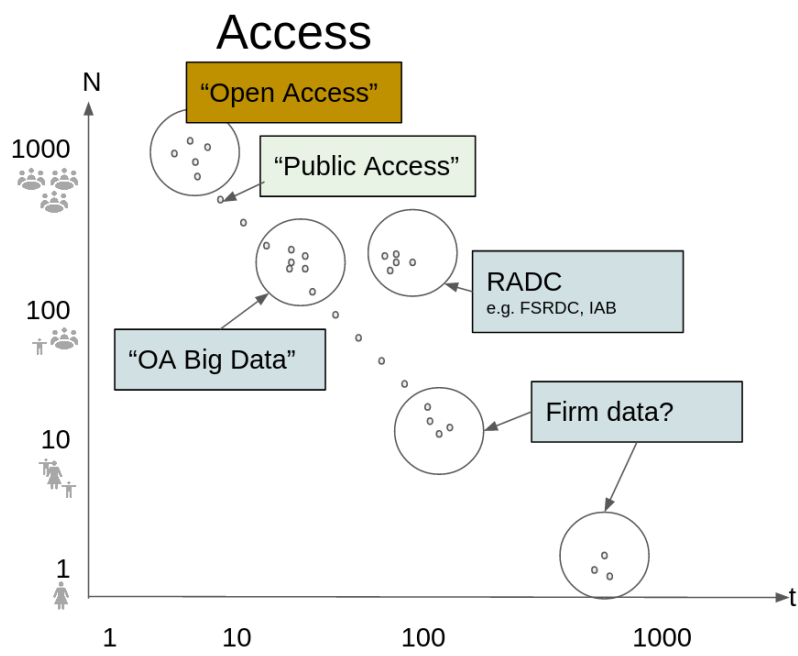 Access
N
“Open Access”
1000
“Public Access”
RADC
e.g. FSRDC, IAB
100
“OA Big Data”
Firm data?
10
1
t
1
10
100
1000